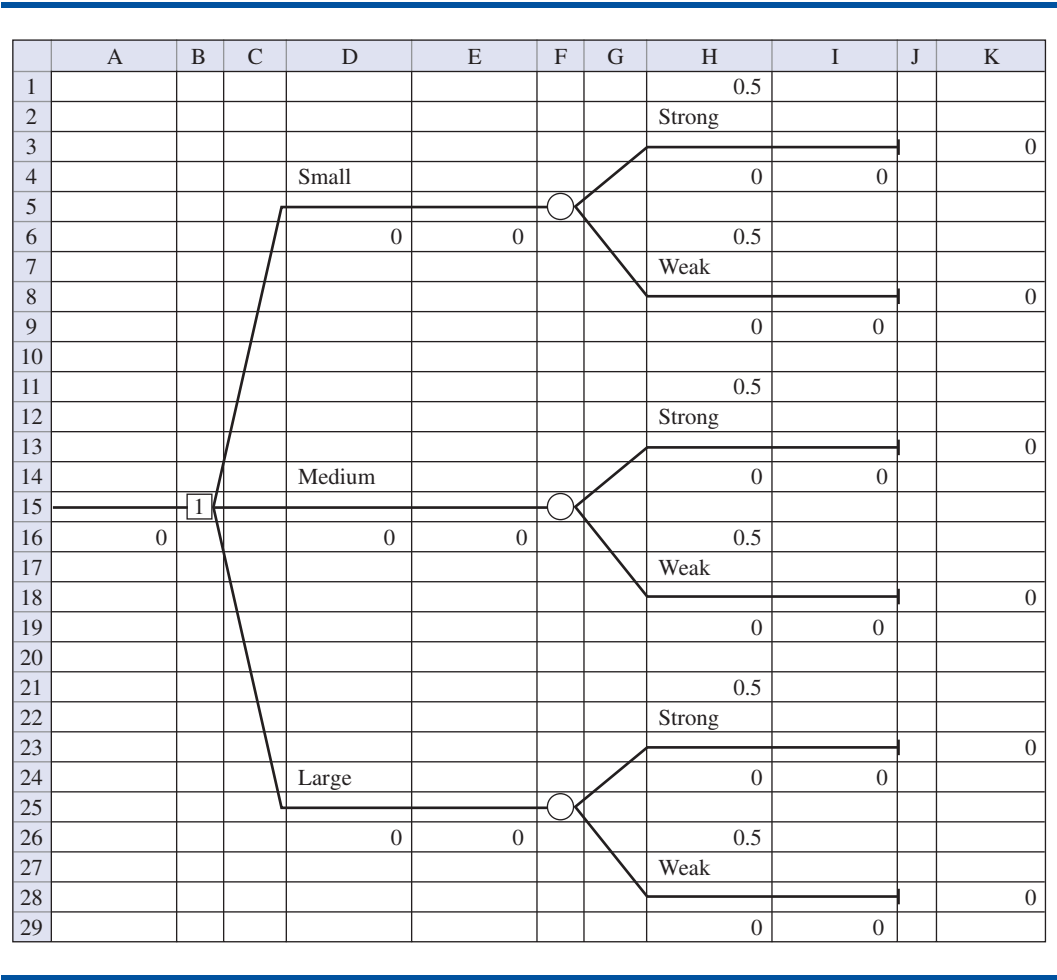 A B C D E F G H I J K
1 0.5
2 Strong
3 0
4 Small 0 0
5
6 0 0 0.5
7 Weak
8 0
9 0 0
10
11 0.5
12 Strong
13 0
14 Medium 0 0
15 1
16 0 0 0 0.5
17 Weak
18 0
19 0 0
20
21 0.5
22 Strong
23 0
24 Large 0 0
25
26 0 0 0.5
27 Weak
28 0
29 0 0